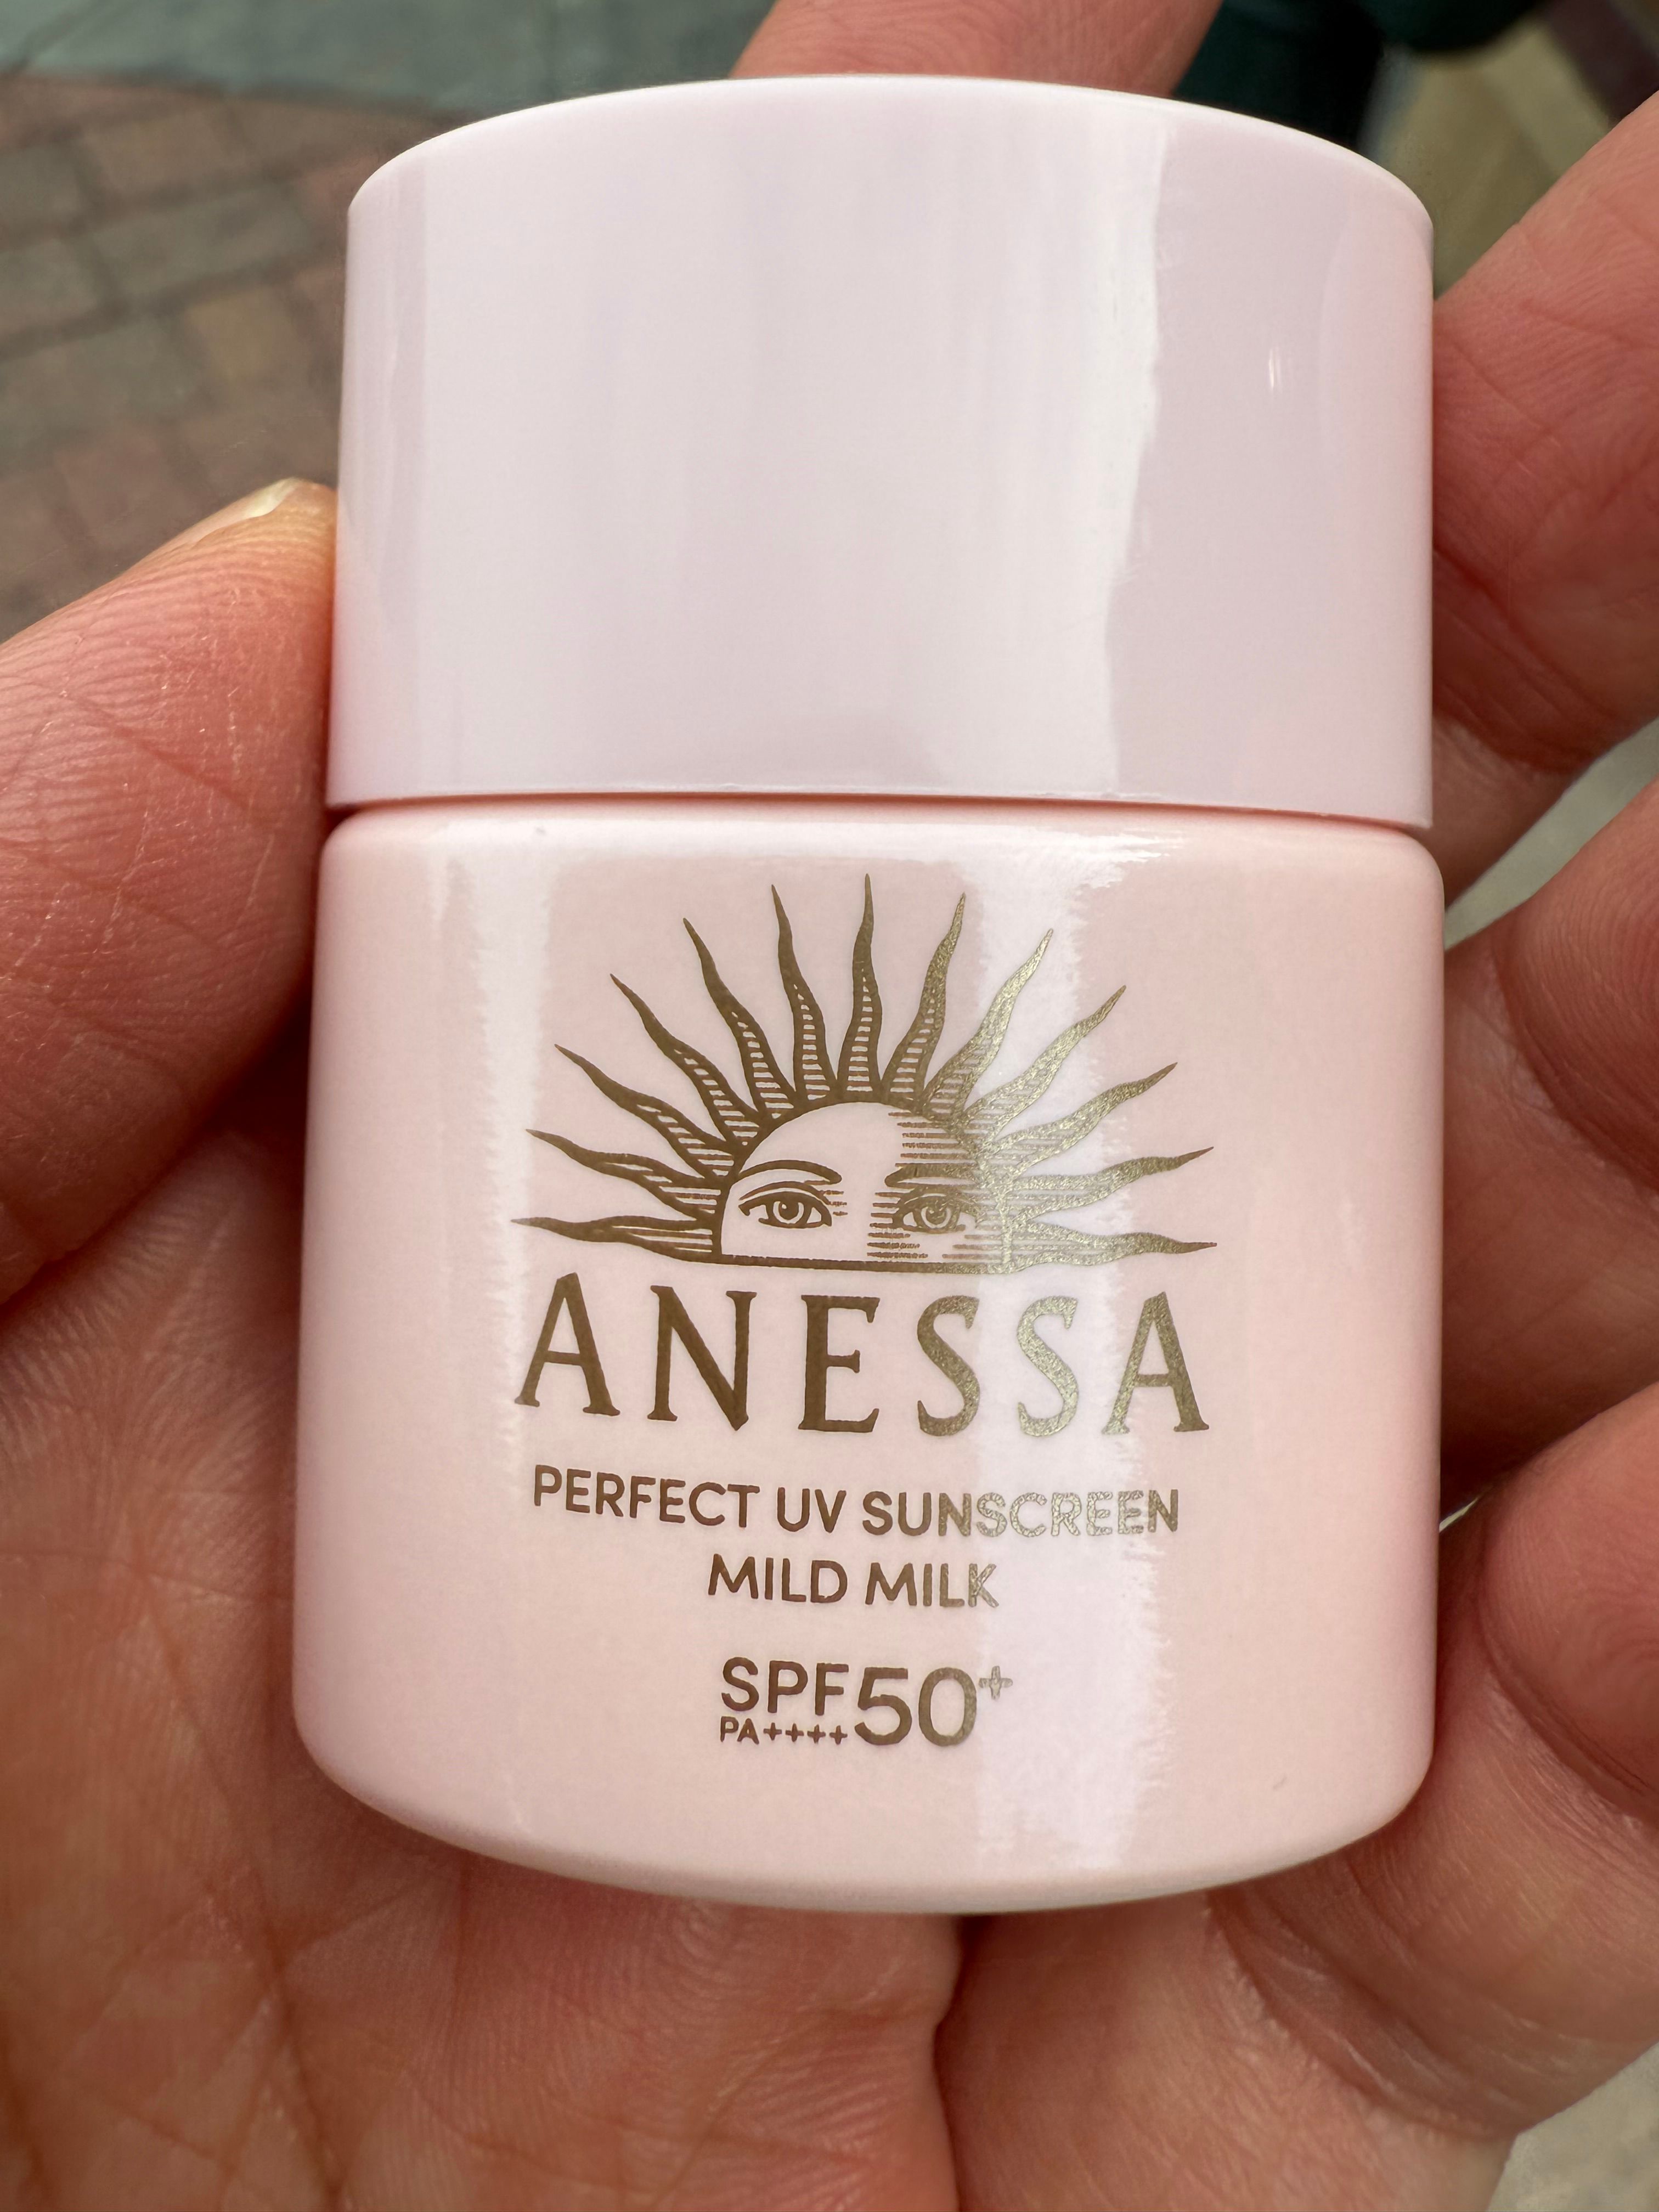 ANESSA
PERFECT UV SUNSCREEN
MILD MILK
SPF50+
PA++++